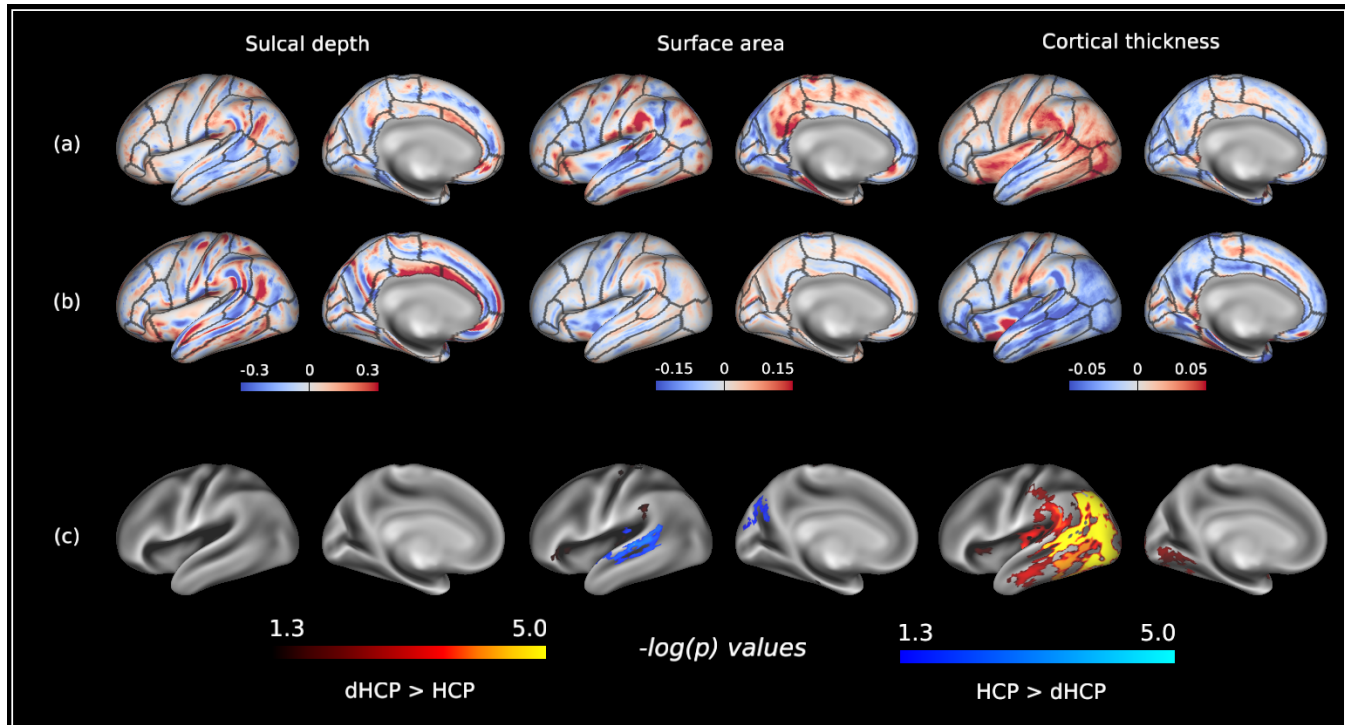 Sulcal depth Surface area Cortical thickness
(a)
(b)
-0.3 0 0.3 -0.15 0 0.15 -0.05 0 0.05
(c)
1.3 5.0 -log(p) values 1.3 5.0
dHCP > HCP HCP > dHCP